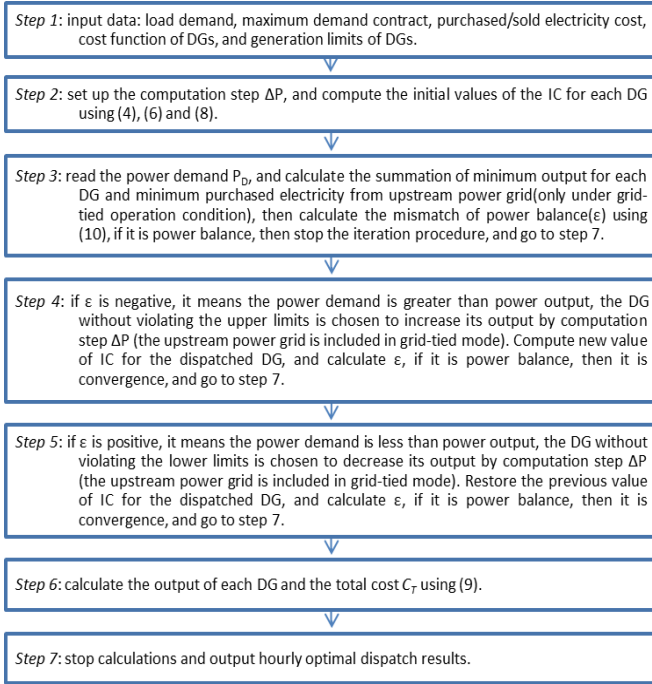 Step 1: input data: load demand, maximum demand contract, purchased/sold electricity cost,
cost function of DGs, and generation limits of DGs.
Step 2: set up the computation step ΔP, and compute the initial values of the IC for each DG
using (4), (6) and (8).
Step 3: read the power demand P_D, and calculate the summation of minimum output for each
DG and minimum purchased electricity from upstream power grid(only under grid-
tied operation condition), then calculate the mismatch of power balance(ε) using
(10), if it is power balance, then stop the iteration procedure, and go to step 7.
Step 4: if ε is negative, it means the power demand is greater than power output, the DG
without violating the upper limits is chosen to increase its output by computation
step ΔP (the upstream power grid is included in grid-tied mode). Compute new value
of IC for the dispatched DG, and calculate ε, if it is power balance, then it is
convergence, and go to step 7.
Step 5: if ε is positive, it means the power demand is less than power output, the DG without
violating the lower limits is chosen to decrease its output by computation step ΔP
(the upstream power grid is included in grid-tied mode). Restore the previous value
of IC for the dispatched DG, and calculate ε, if it is power balance, then it is
convergence, and go to step 7.
Step 6: calculate the output of each DG and the total cost C_T using (9).
Step 7: stop calculations and output hourly optimal dispatch results.